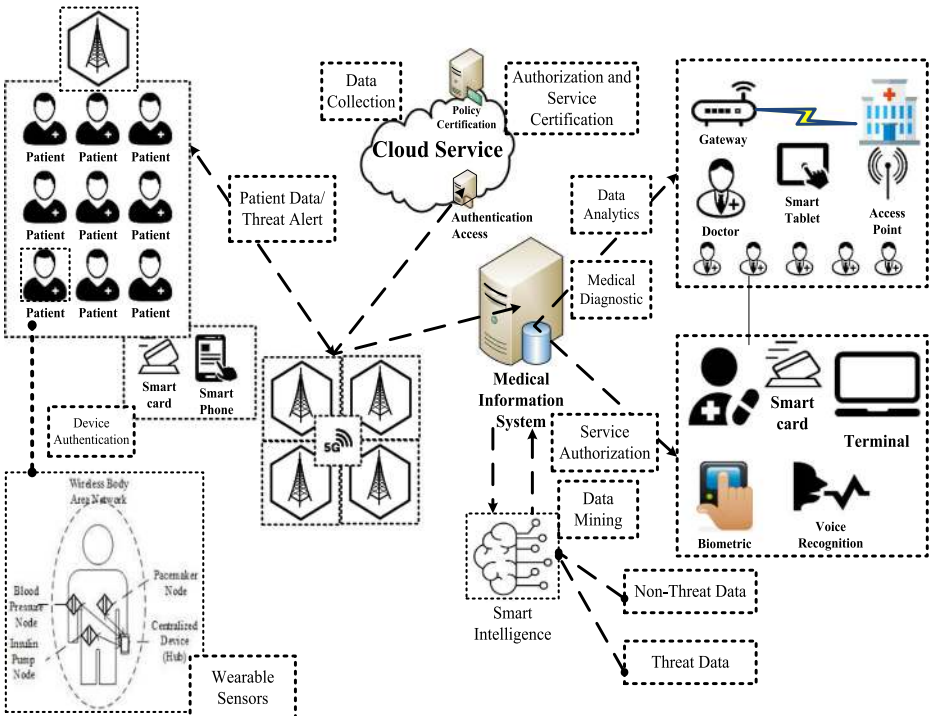 Patient
Patient
Patient
Patient
Patient
Patient
Patient
Patient
Patient
Smart
card
Smart
Phone
Device
Authentication
Wireless Body
Area Network
Pacemaker
Node
Blood
Pressure
Node
Insulin
Pump
Node
Centralized
Device
(Hub)
Wearable
Sensors
Patient Data/
Threat Alert
5G
Data
Collection
Policy
Certification
Cloud Service
Authentication
Access
Authorization and
Service
Certification
Data
Analytics
Medical
Diagnostic
Medical
Information
System
Service
Authorization
Data
Mining
Smart
Intelligence
Non-Threat Data
Threat Data
Gateway
Doctor
Smart
Tablet
Access
Point
Smart
card
Terminal
Biometric
Voice
Recognition